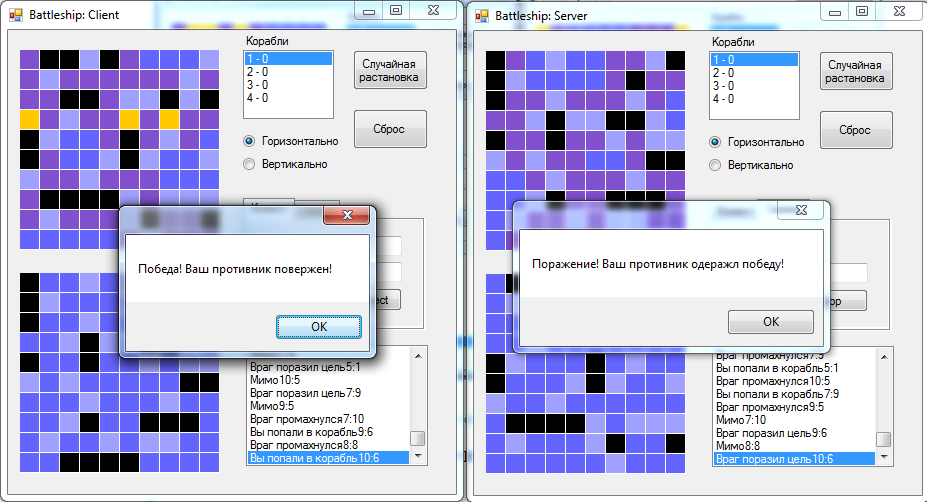 Battleship: Client
Корабли
1 - 0
2 - 0
3 - 0
4 - 0
Случайная
растановка
Сброс
Горизонтально
Вертикально
Победа! Ваш противник повержен!
OK
ect
Враг поразил цель5:1
Мимо10:5
Враг поразил цель7:9
Мимо9:5
Враг промахнулся7:10
Вы попали в корабль9:6
Враг промахнулся8:8
Вы попали в корабль10:6
Battleship: Server
Корабли
1 - 0
2 - 0
3 - 0
4 - 0
Случайная
растановка
Сброс
Горизонтально
Вертикально
Поражение! Ваш противник одеражл победу!
OK
op
Враг промахнулся7:9
Вы попали в корабль5:1
Враг промахнулся10:5
Вы попали в корабль7:9
Враг промахнулся9:5
Мимо7:10
Враг поразил цель9:6
Мимо8:8
Враг поразил цель10:6